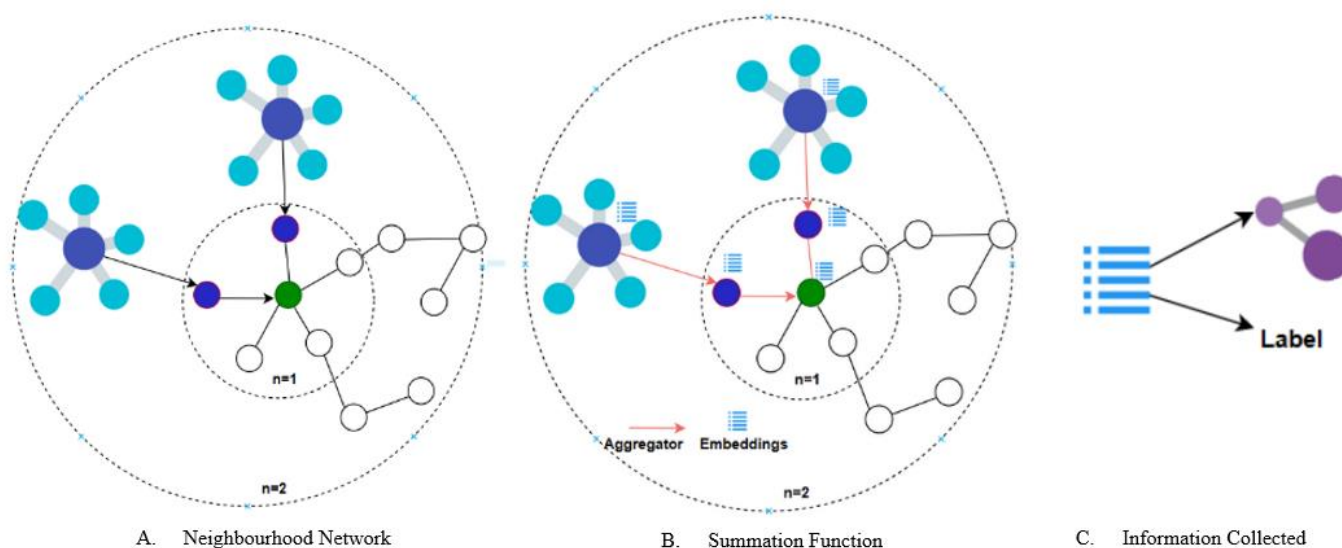 n=1
n=2
A. Neighbourhood Network
n=1
Aggregator Embeddings
n=2
B. Summation Function
Label
C. Information Collected